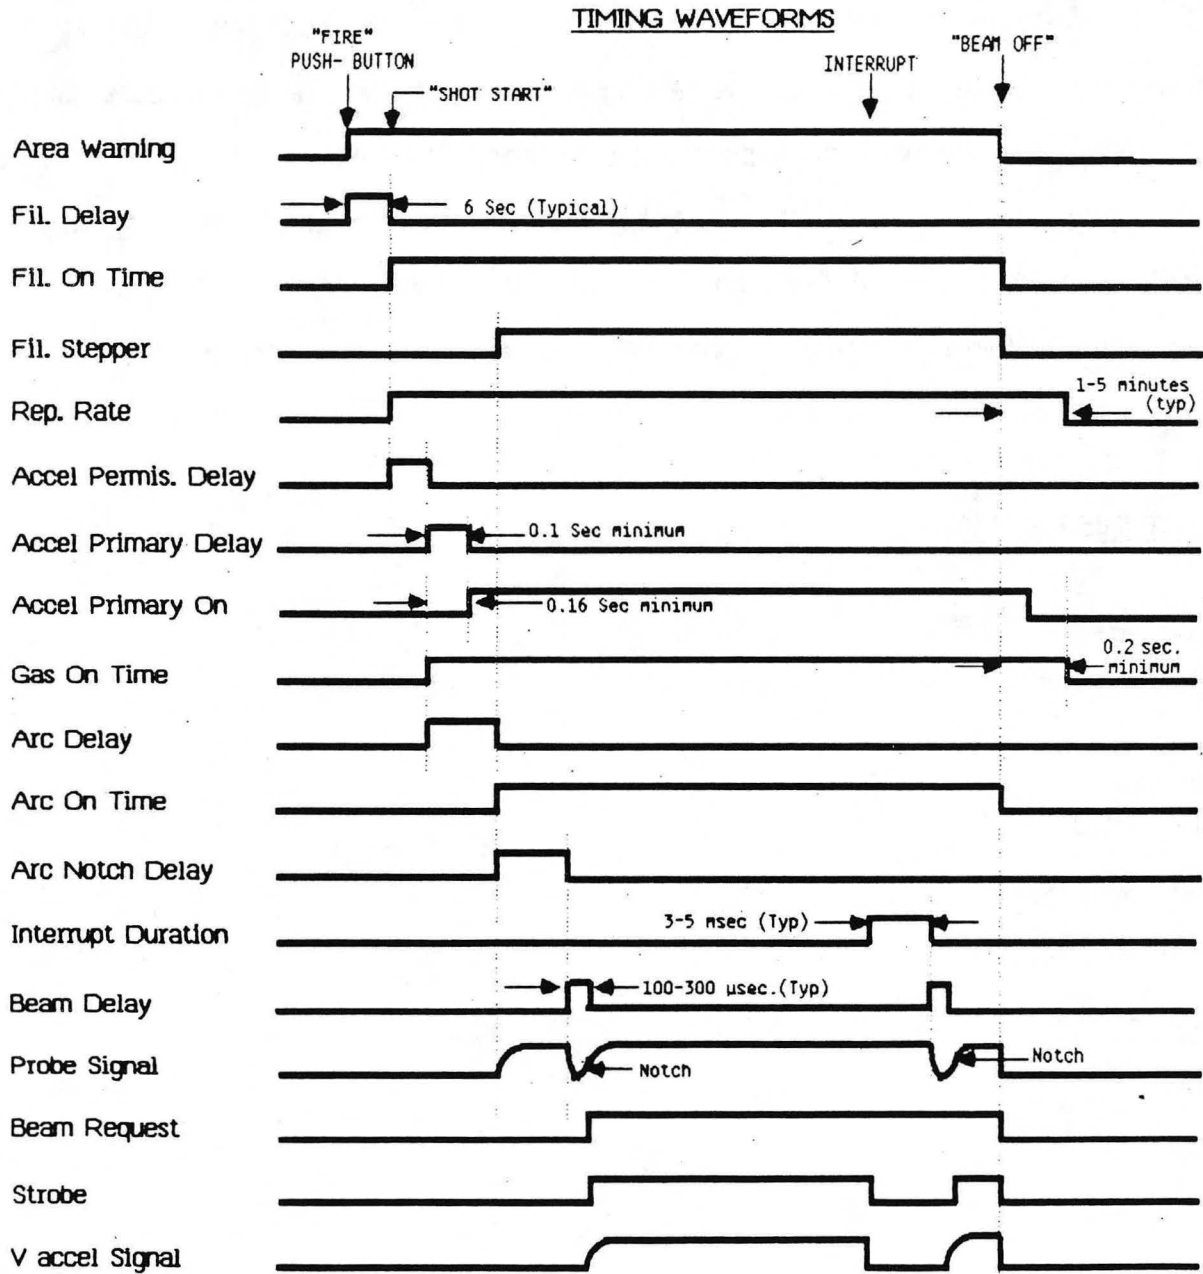 TIMING WAVEFORMS
"FIRE"
PUSH- BUTTON
"SHOT START"
INTERRUPT
"BEAM OFF"
Area Warning
Fil. Delay
6 Sec (Typical)
Fil. On Time
Fil. Stepper
Rep. Rate
1-5 minutes
(typ)
Accel Permis. Delay
Accel Primary Delay
0.1 Sec minimum
Accel Primary On
0.16 Sec minimum
Gas On Time
0.2 sec.
minimum
Arc Delay
Arc On Time
Arc Notch Delay
Interrupt Duration
3-5 msec (Typ)
Beam Delay
100-300 µsec.(Typ)
Probe Signal
Notch
Notch
Beam Request
Strobe
V accel Signal